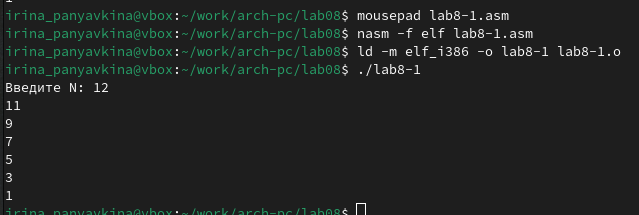 irina_panyavkina@vbox:~/work/arch-pc/lab08$ mousepad lab8-1.asm
irina_panyavkina@vbox:~/work/arch-pc/lab08$ nasm -f elf lab8-1.asm
irina_panyavkina@vbox:~/work/arch-pc/lab08$ ld -m elf_i386 -o lab8-1 lab8-1.o
irina_panyavkina@vbox:~/work/arch-pc/lab08$ ./lab8-1
Введите N: 12
11
9
7
5
3
1
irina_panyavkina@vbox:~/work/arch-pc/lab08$